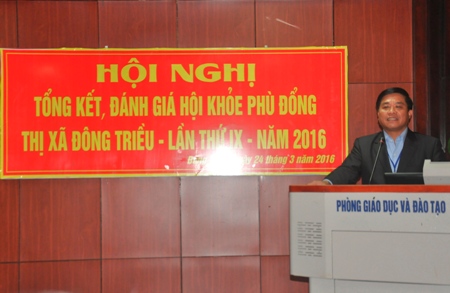 HỘI NGHỊ
TỔNG KẾT, ĐÁNH GIÁ HỘI KHỎE PHÙ ĐỔNG
THỊ XÃ ĐÔNG TRIỀU - LẦN THỨ IX - NĂM 2016
24 tháng 3 năm 2016
PHÒNG GIÁO DỤC VÀ ĐÀO TẠO